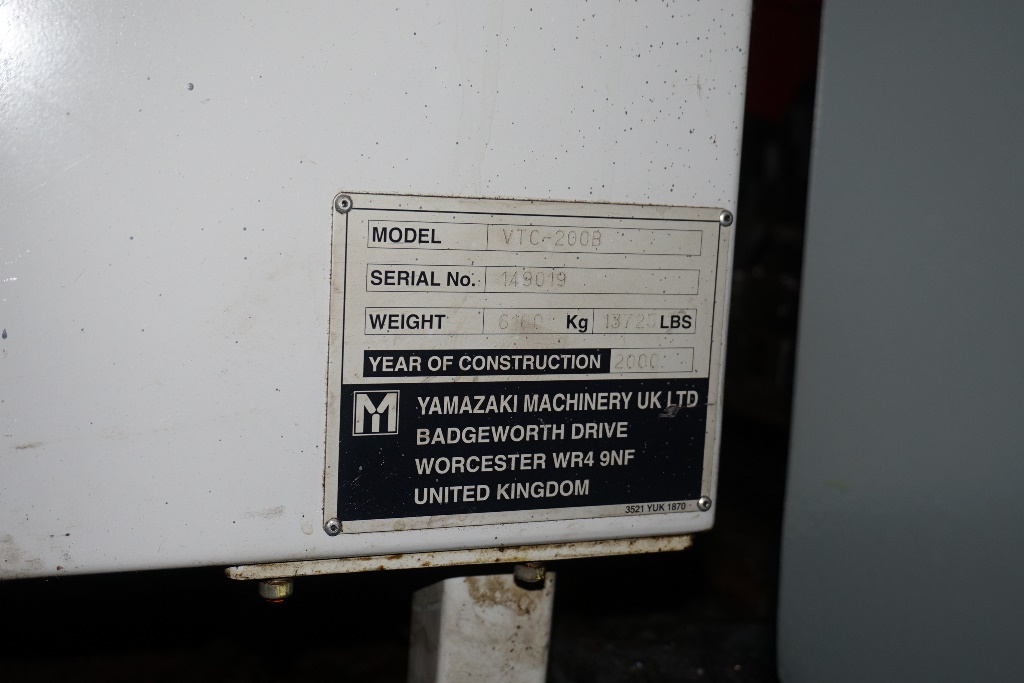 MODEL VTC-200B
SERIAL No. 149019
WEIGHT Kg 13725 LBS
YEAR OF CONSTRUCTION 2000
YAMAZAKI MACHINERY UK LTD
BADGEWORTH DRIVE
WORCESTER WR4 9NF
UNITED KINGDOM
3521 YUK 1870